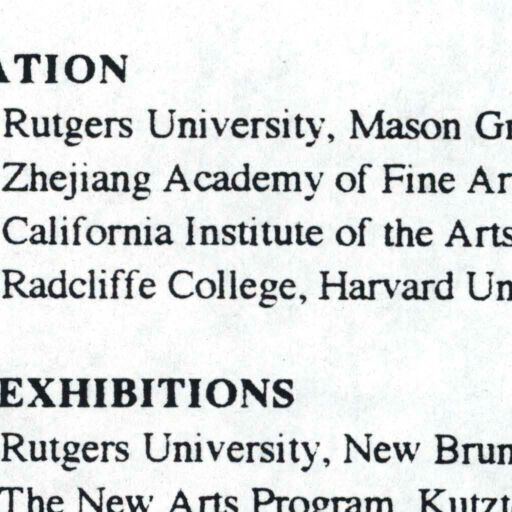 ATION
Rutgers University, Mason Gr
Zhejiang Academy of Fine Ar
California Institute of the Arts
Radcliffe College, Harvard Un
EXHIBITIONS
Rutgers University, New Brun
The New Arts Program, Kutzt